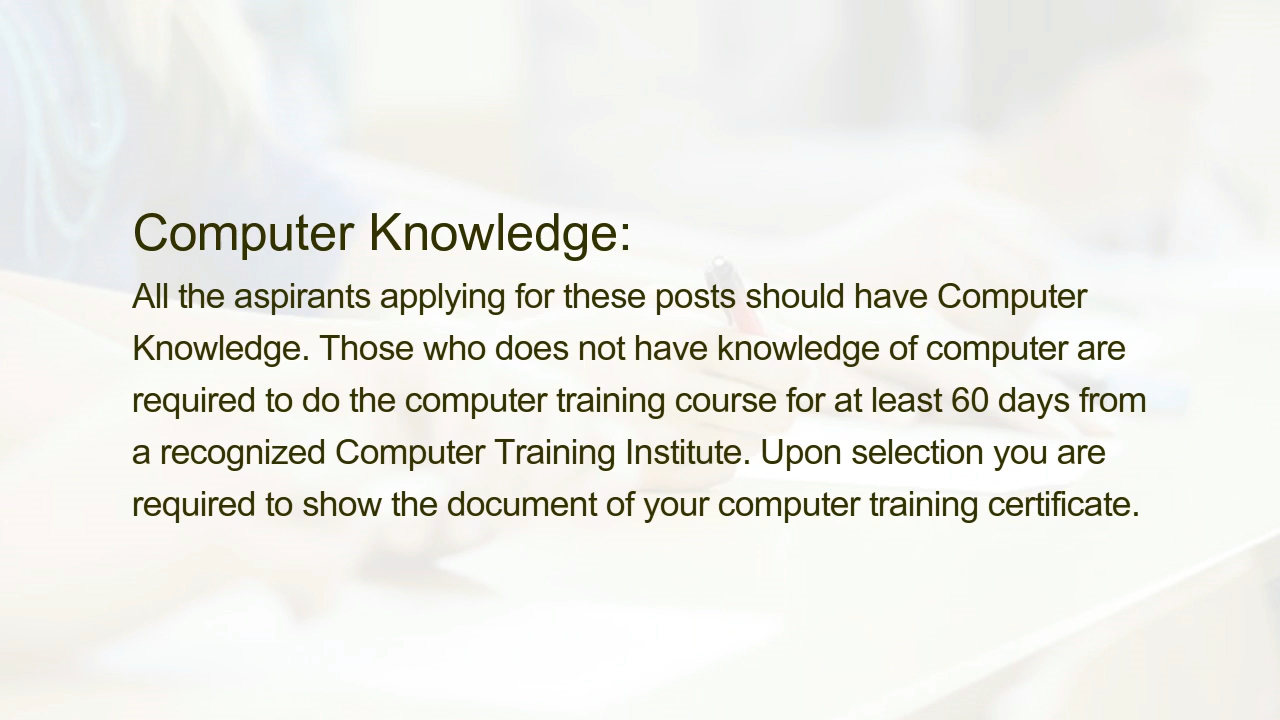 Computer Knowledge:
All the aspirants applying for these posts should have Computer
Knowledge. Those who does not have knowledge of computer are
required to do the computer training course for at least 60 days from
a recognized Computer Training Institute. Upon selection you are
required to show the document of your computer training certificate.